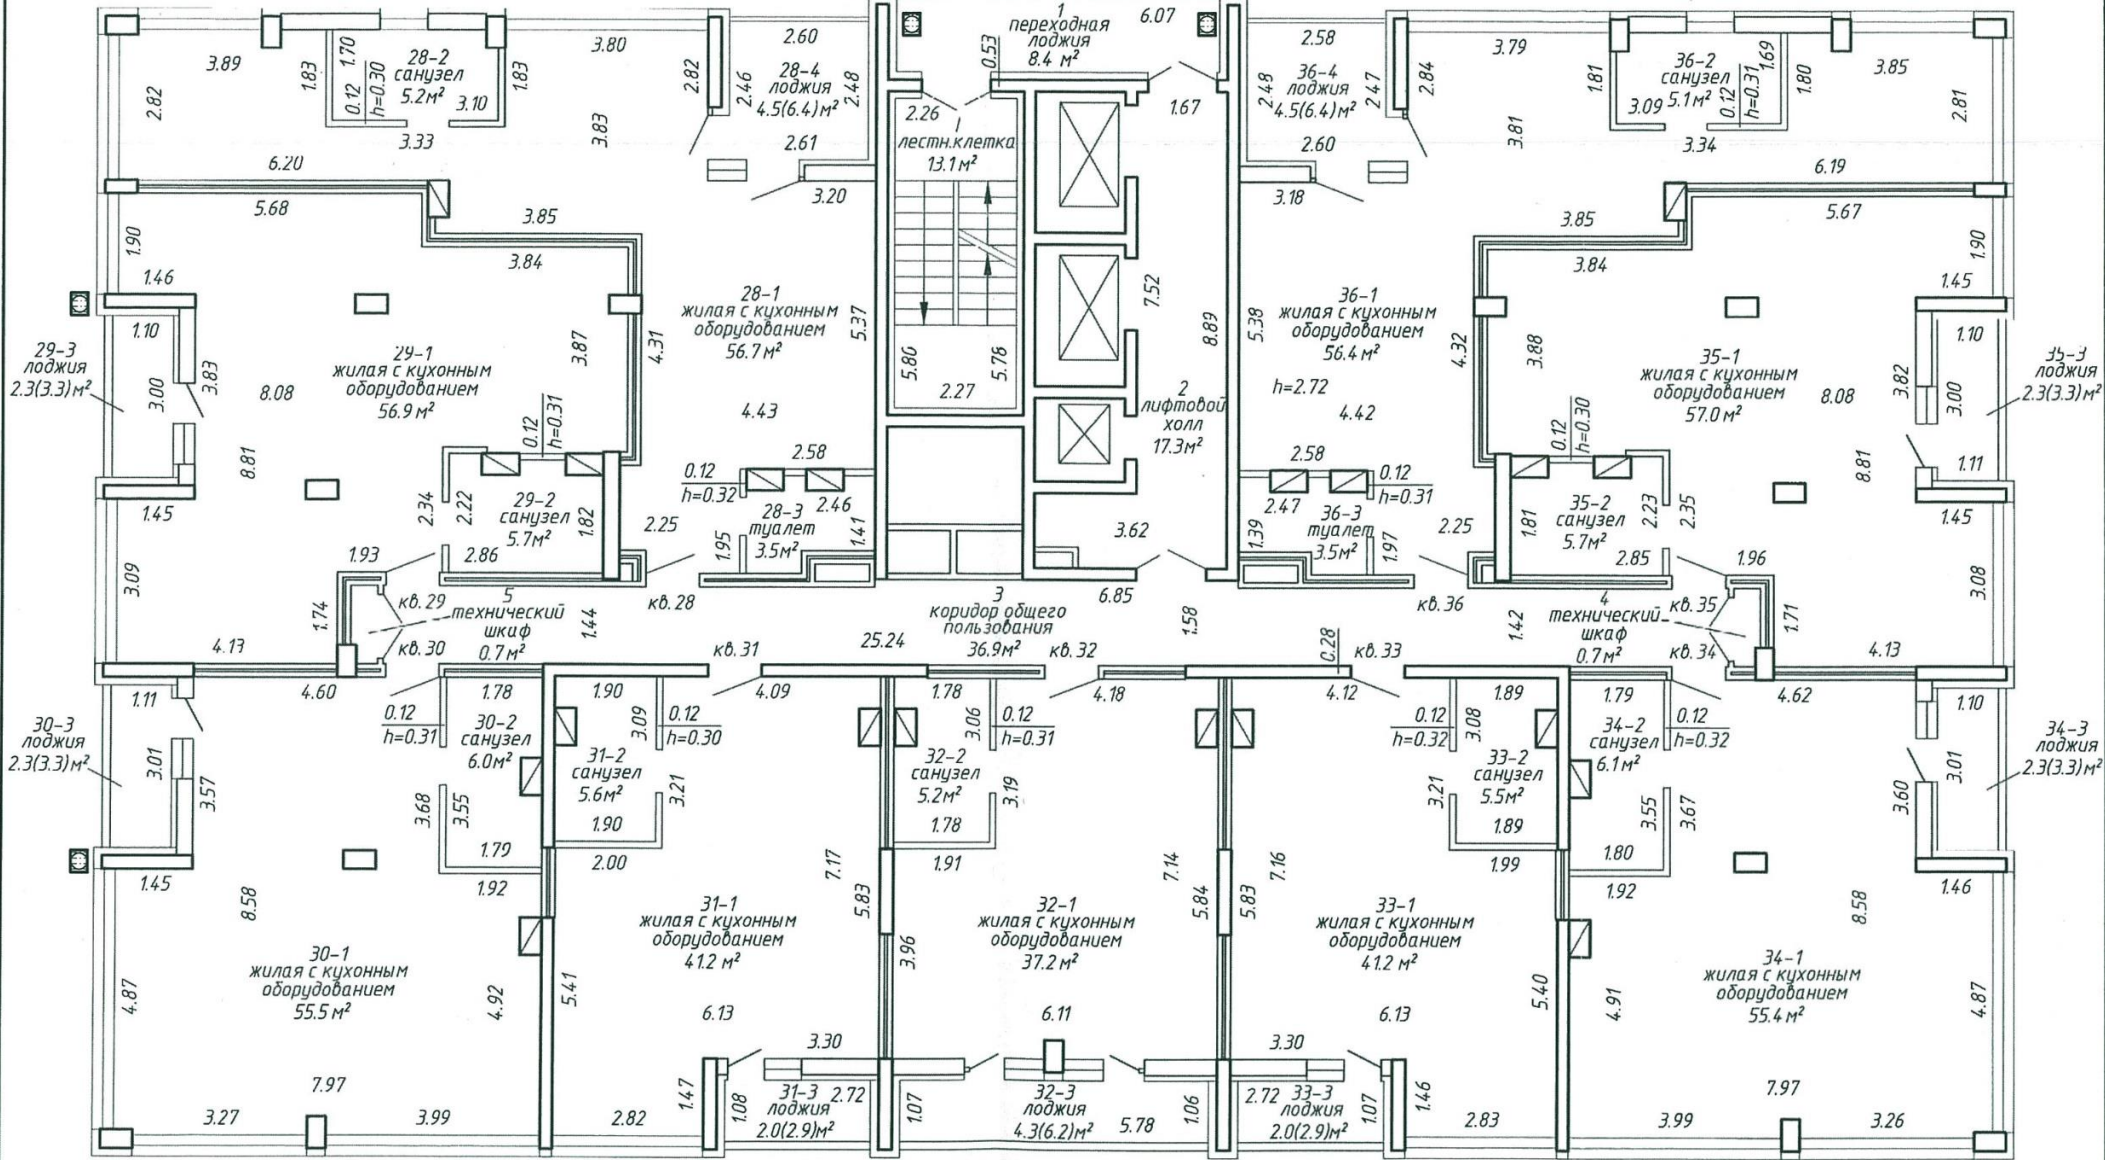 1
переходная
лоджия
8.4 м²
6.07
0.53
3.89
2.82
1.83
1.70
0.12
h=0.30
28-2
санузел
5.2м²
3.10
1.83
3.33
3.80
3.83
2.82
2.60
2.46
28-4
лоджия
4.5(6.4)м²
2.48
2.61
3.20
6.20
5.68
3.85
3.84
2.26
I
лестн.клетка
13.1м²
5.80
5.78
2.27
1.67
7.52
8.89
2
лифтовой
холл
17.3м²
3.62
2.58
2.48
36-4
лоджия
4.5(6.4)м²
2.47
2.60
3.18
2.84
3.79
3.81
1.81
36-2
санузел
5.1м²
3.09
0.12
h=0.31
1.69
1.80
3.34
3.85
2.81
6.19
5.67
3.85
3.84
1.90
1.46
1.10
29-3
лоджия
2.3(3.3)м²
3.00
3.83
8.08
29-1
жилая с кухонным
оборудованием
56.9 м²
3.87
4.31
0.12
h=0.31
8.81
1.45
2.34
2.22
29-2
санузел
5.7м²
1.82
2.86
1.93
3.09
1.74
4.13
28-1
жилая с кухонным
оборудованием
56.7 м²
5.37
4.43
2.58
0.12
h=0.32
2.46
28-3
туалет
3.5м²
1.41
1.95
2.25
36-1
жилая с кухонным
оборудованием
56.4 м²
h=2.72
5.38
4.42
4.32
2.58
0.12
h=0.31
2.47
36-3
туалет
3.5м²
1.39
1.97
2.25
1.90
1.45
1.10
35-3
лоджия
2.3(3.3)м²
3.00
3.82
3.88
35-1
жилая с кухонным
оборудованием
57.0 м²
8.08
0.12
h=0.30
8.81
1.11
1.45
1.81
35-2
санузел
5.7м²
2.23
2.35
2.85
1.96
3.08
1.71
4.13
кв.29
5
технический
шкаф
0.7м²
кв.30
1.44
кв.28
кв.31
25.24
3
коридор общего
пользования
36.9м²
6.85
1.58
кв.32
0.28
кв.33
кв.36
1.42
4
технический
шкаф
0.7м²
кв.35
кв.34
1.11
30-3
лоджия
2.3(3.3)м²
3.01
3.57
4.60
0.12
h=0.31
1.78
30-2
санузел
6.0м²
3.68
3.55
1.79
1.92
1.45
8.58
30-1
жилая с кухонным
оборудованием
55.5 м²
4.87
4.92
7.97
3.27
3.99
1.90
3.09
0.12
h=0.30
4.09
31-2
санузел
5.6м²
3.21
1.90
2.00
7.17
5.83
31-1
жилая с кухонным
оборудованием
41.2 м²
5.41
6.13
3.30
1.47
1.08
31-3
лоджия
2.0(2.9)м²
2.72
2.82
1.78
3.06
0.12
h=0.31
4.18
32-2
санузел
5.2м²
3.19
1.78
1.91
7.14
5.84
32-1
жилая с кухонным
оборудованием
37.2 м²
3.96
6.11
1.07
32-3
лоджия
4.3(6.2)м²
5.78
1.06
4.12
0.12
h=0.32
3.08
1.89
33-2
санузел
5.5м²
3.21
1.89
1.99
5.83
7.16
33-1
жилая с кухонным
оборудованием
41.2 м²
5.40
6.13
3.30
2.72
33-3
лоджия
2.0(2.9)м²
1.07
1.46
2.83
1.79
34-2
санузел
6.1м²
0.12
h=0.32
4.62
1.10
34-3
лоджия
2.3(3.3)м²
3.01
3.60
3.55
3.67
1.80
1.92
1.46
8.58
34-1
жилая с кухонным
оборудованием
55.4 м²
4.91
4.87
7.97
3.99
3.26